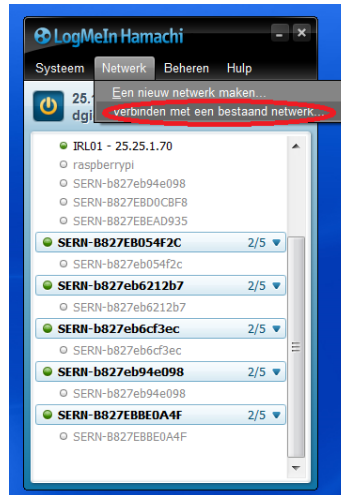 LogMeIn Hamachi
Systeem Netwerk Beheren Hulp
Een nieuw netwerk maken...
Verbinden met een bestaand netwerk...
25.
dgi
IRL01 - 25.25.1.70
raspberrypi
SERN-b827eb94e098
SERN-B827EBD0CBF8
SERN-B827EBEAD935
SERN-B827EB054F2C 2/5
SERN-b827eb054f2c
SERN-b827eb6212b7 2/5
SERN-b827eb6212b7
SERN-b827eb6cf3ec 2/5
SERN-b827eb6cf3ec
SERN-b827eb94e098 2/5
SERN-b827eb94e098
SERN-B827EBBE0A4F 2/5
SERN-B827EBBE0A4F